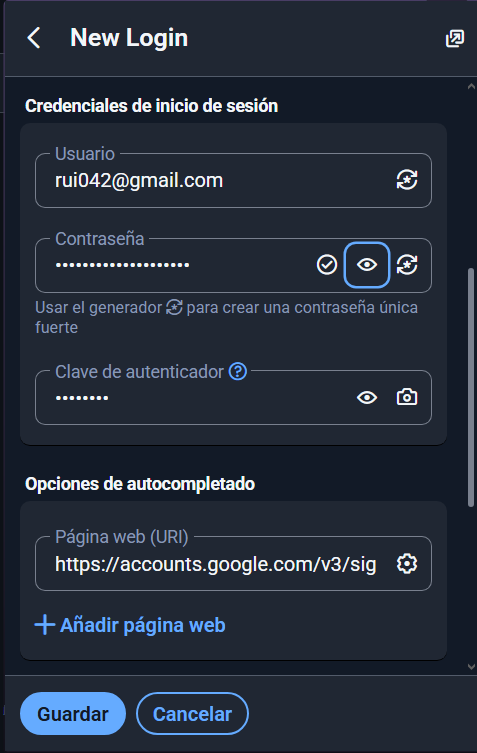 New Login
Credenciales de inicio de sesión
Usuario
rui042@gmail.com
Contraseña
•••••••••••••••••••
Usar el generador para crear una contraseña única
fuerte
Clave de autenticador
••••••••
Opciones de autocompletado
Página web (URI)
https://accounts.google.com/v3/sig
Añadir página web
Guardar
Cancelar